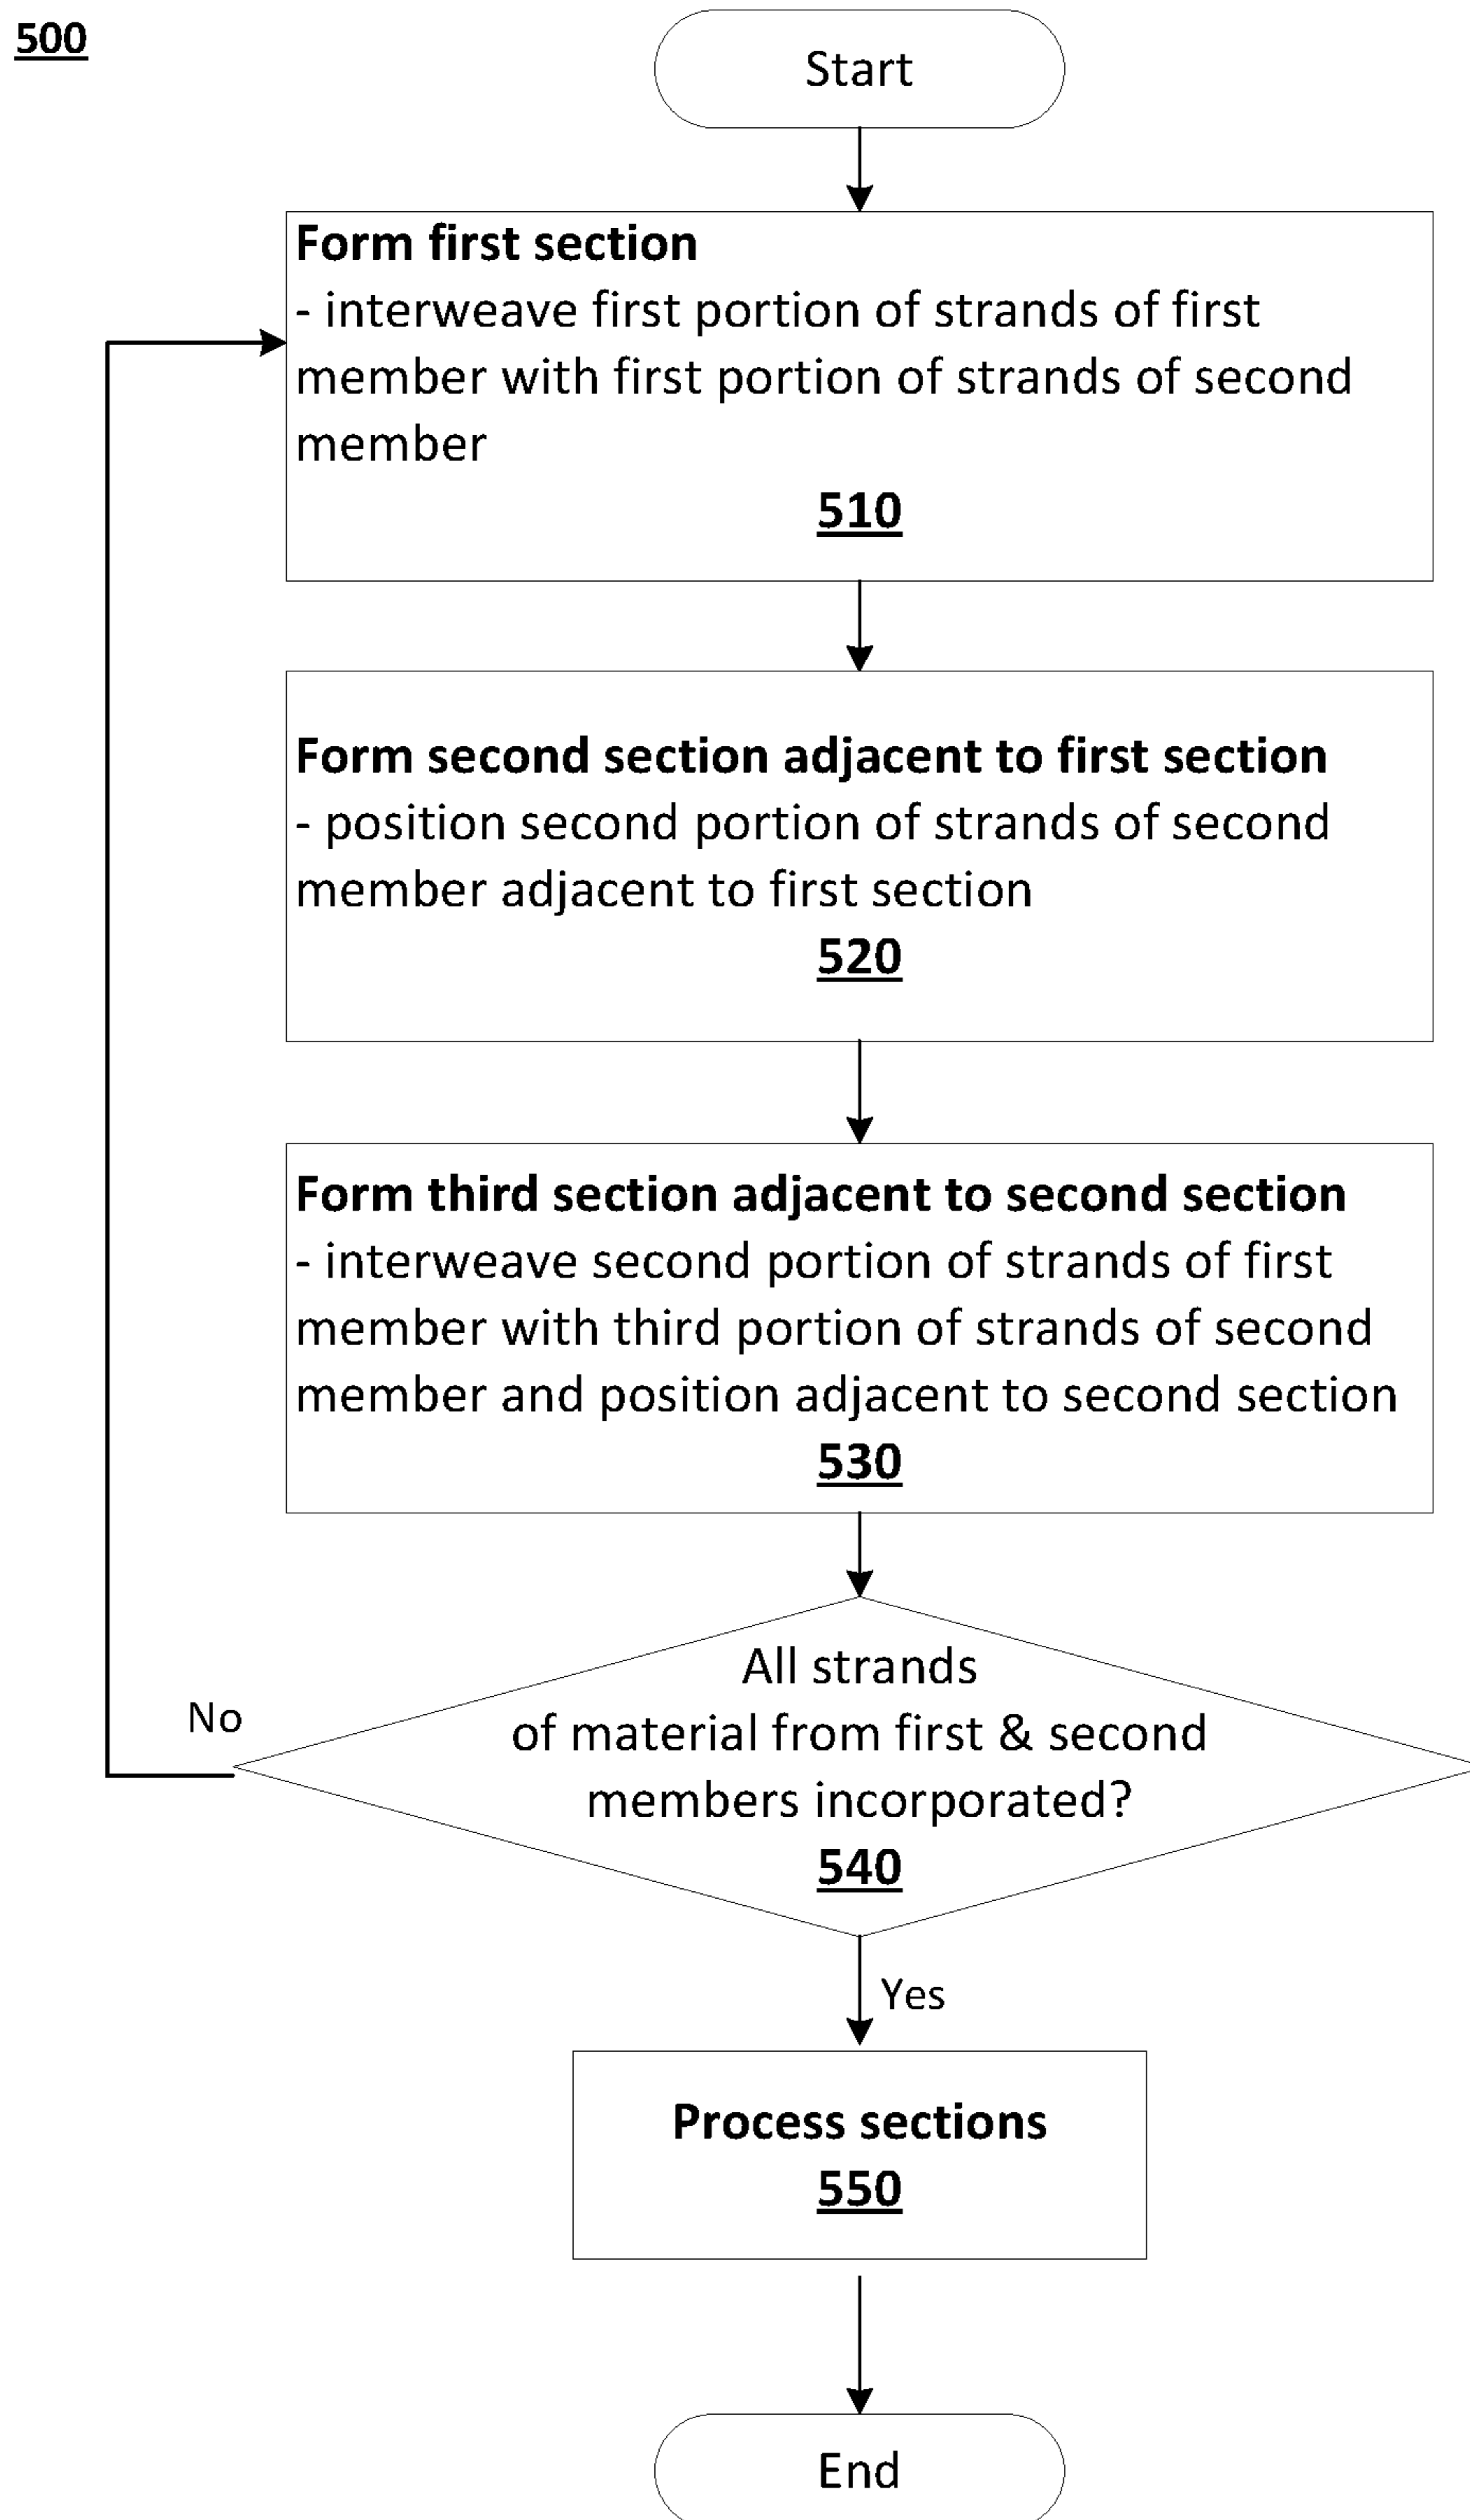 500
Start
Form first section
- interweave first portion of strands of first
member with first portion of strands of second
member
510
Form second section adjacent to first section
- position second portion of strands of second
member adjacent to first section
520
Form third section adjacent to second section
- interweave second portion of strands of first
member with third portion of strands of second
member and position adjacent to second section
530
All strands
of material from first & second
members incorporated?
540
No
Yes
Process sections
550
End